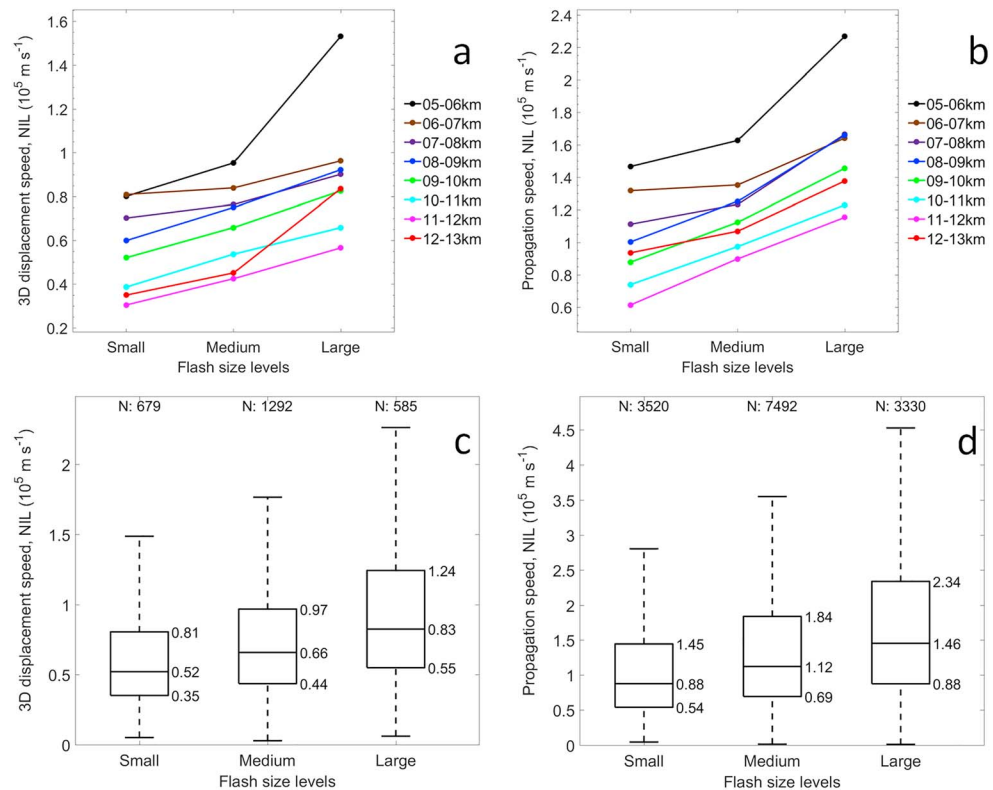 a
3D displacement speed, NIL (10⁵ m s⁻¹)
1.6
1.4
1.2
1
0.8
0.6
0.4
0.2
Small Medium Large
Flash size levels
05-06km
06-07km
07-08km
08-09km
09-10km
10-11km
11-12km
12-13km
b
Propagation speed, NIL (10⁵ m s⁻¹)
2.4
2.2
2
1.8
1.6
1.4
1.2
1
0.8
0.6
Small Medium Large
Flash size levels
05-06km
06-07km
07-08km
08-09km
09-10km
10-11km
11-12km
12-13km
c
N: 679 N: 1292 N: 585
3D displacement speed, NIL (10⁵ m s⁻¹)
2
1.5
1
0.5
0
0.81
0.52
0.35
0.97
0.66
0.44
1.24
0.83
0.55
Small Medium Large
Flash size levels
d
N: 3520 N: 7492 N: 3330
Propagation speed, NIL (10⁵ m s⁻¹)
4.5
4
3.5
3
2.5
2
1.5
1
0.5
0
1.45
0.88
0.54
1.84
1.12
0.69
2.34
1.46
0.88
Small Medium Large
Flash size levels